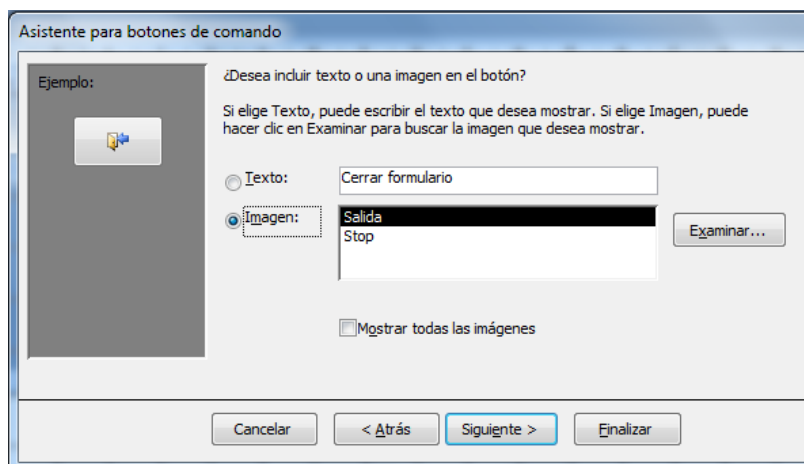 Asistente para botones de comando
Ejemplo:
¿Desea incluir texto o una imagen en el botón?
Si elige Texto, puede escribir el texto que desea mostrar. Si elige Imagen, puede
hacer clic en Examinar para buscar la imagen que desea mostrar.
Texto:
Cerrar formulario
Imagen:
Salida
Stop
Examinar...
Mostrar todas las imágenes
Cancelar
< Atrás
Siguiente >
Finalizar